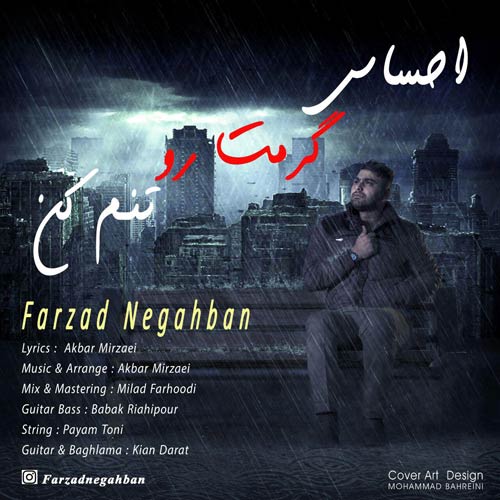 احساس
گرمت رو
تنم کن
Farzad Negahban
Lyrics : Akbar Mirzaei
Music & Arrange : Akbar Mirzaei
Mix & Mastering : Milad Farhoodi
Guitar Bass : Babak Riahipour
String : Payam Toni
Guitar & Baghlama : Kian Darat
Farzadnegahban
Cover Art Design
MOHAMMAD BAHREINI